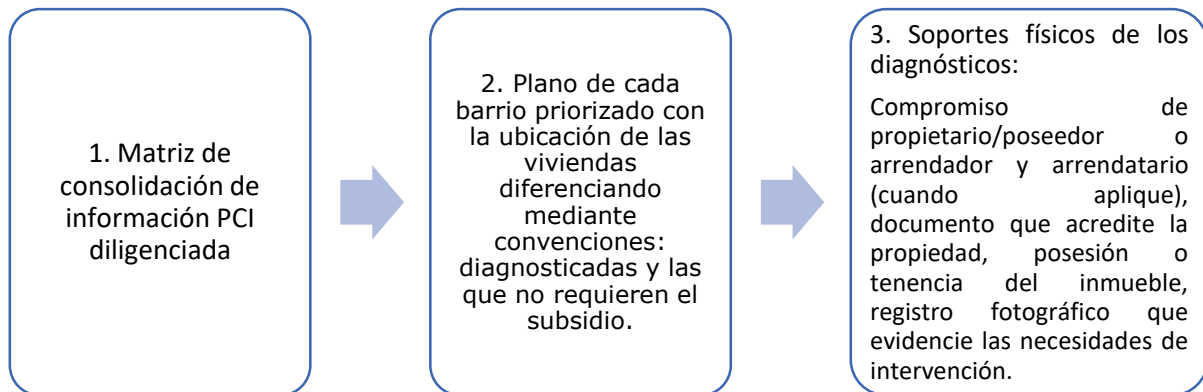 1. Matriz de
consolidación de
información PCI
diligenciada
2. Plano de cada
barrio priorizado con
la ubicación de las
viviendas
diferenciando
mediante
convenciones:
diagnosticadas y las
que no requieren el
subsidio.
3. Soportes físicos de los
diagnósticos:
Compromiso de
propietario/poseedor o
arrendador y arrendatario
(cuando aplique),
documento que acredite la
propiedad, posesión o
tenencia del inmueble,
registro fotográfico que
evidencie las necesidades de
intervención.